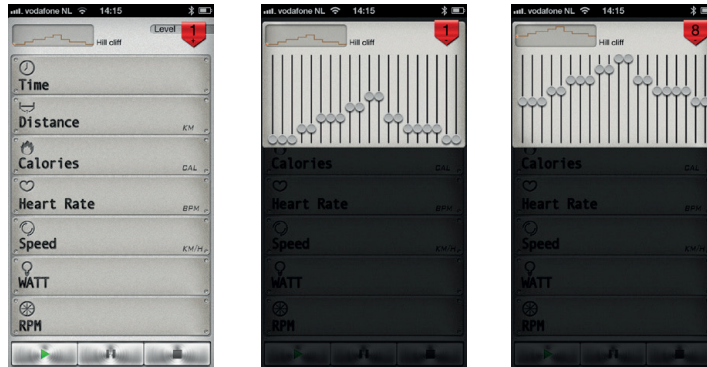 vodafone NL 14:15
Level 1
Hill cliff
Time
Distance KM
Calories CAL
Heart Rate BPM
Speed KM/H
WATT
RPM
vodafone NL 14:15
1
Hill cliff
Calories CAL
Heart Rate BPM
Speed KM/H
WATT
RPM
vodafone NL 14:15
8
Hill cliff
Calories CAL
Heart Rate BPM
Speed KM/H
WATT
RPM